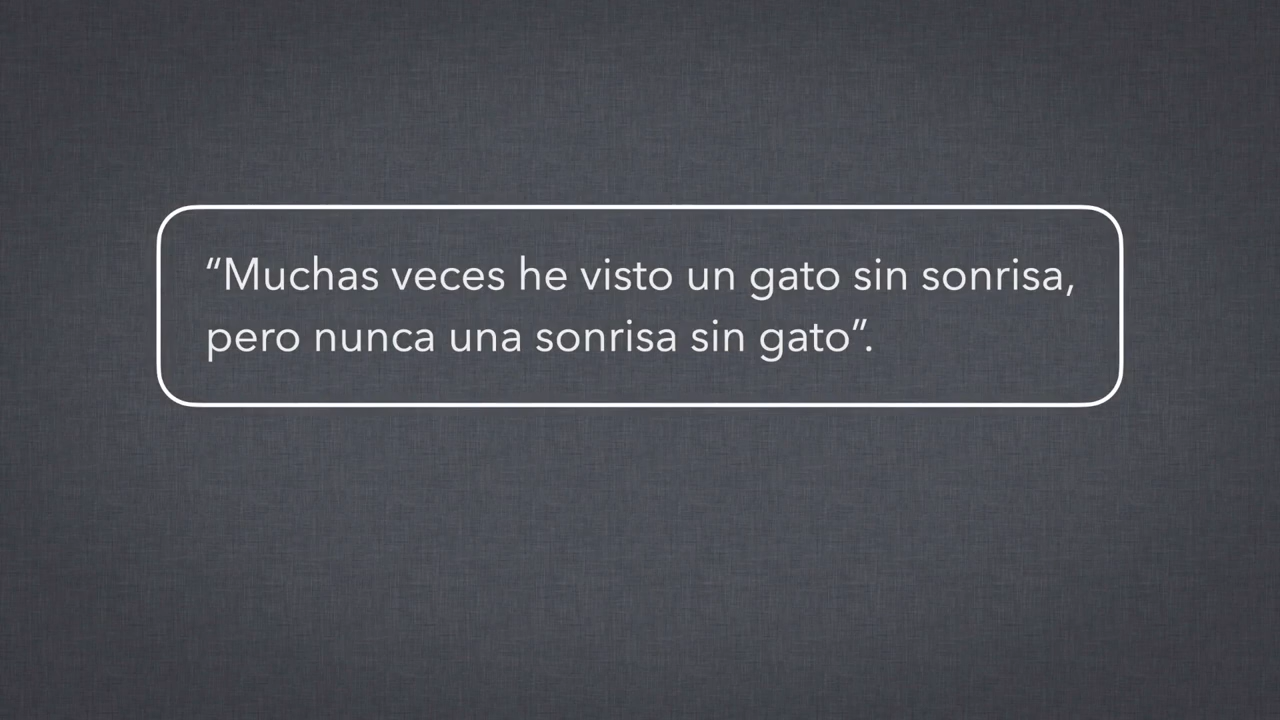 “Muchas veces he visto un gato sin sonrisa,
pero nunca una sonrisa sin gato”.